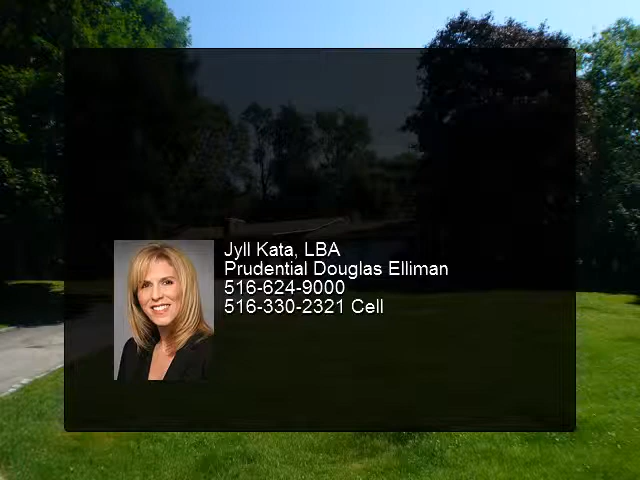 Jyll Kata, LBA
Prudential Douglas Elliman
516-624-9000
516-330-2321 Cell